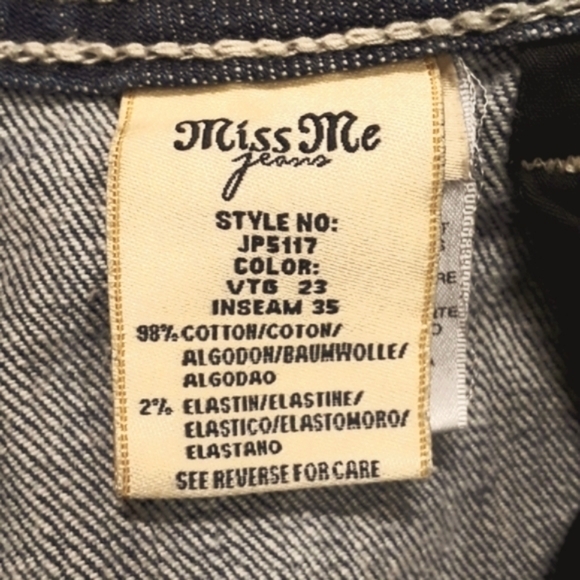 Miss Me
jeans
STYLE NO:
JP5117
COLOR:
VTG 23
INSEAM 35
98% COTTON/COTON/
ALGODON/BAUMWOLLE/
ALGODAO
2% ELASTIN/ELASTINE/
ELASTICO/ELASTOMORO/
ELASTANO
SEE REVERSE FOR CARE